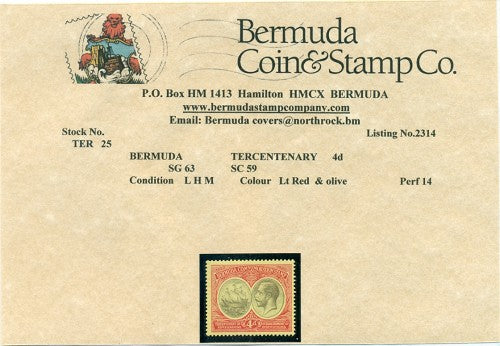 Bermuda
Coin&Stamp Co.
P.O. Box HM 1413 Hamilton HMCX BERMUDA
www.bermudastampcompany.com
Email: Bermuda covers@northrock.bm
Stock No. Listing No.2314
TER 25
BERMUDA TERCENTENARY 4d
SG 63 SC 59
Condition L H M Colour Lt Red & olive Perf 14
4d